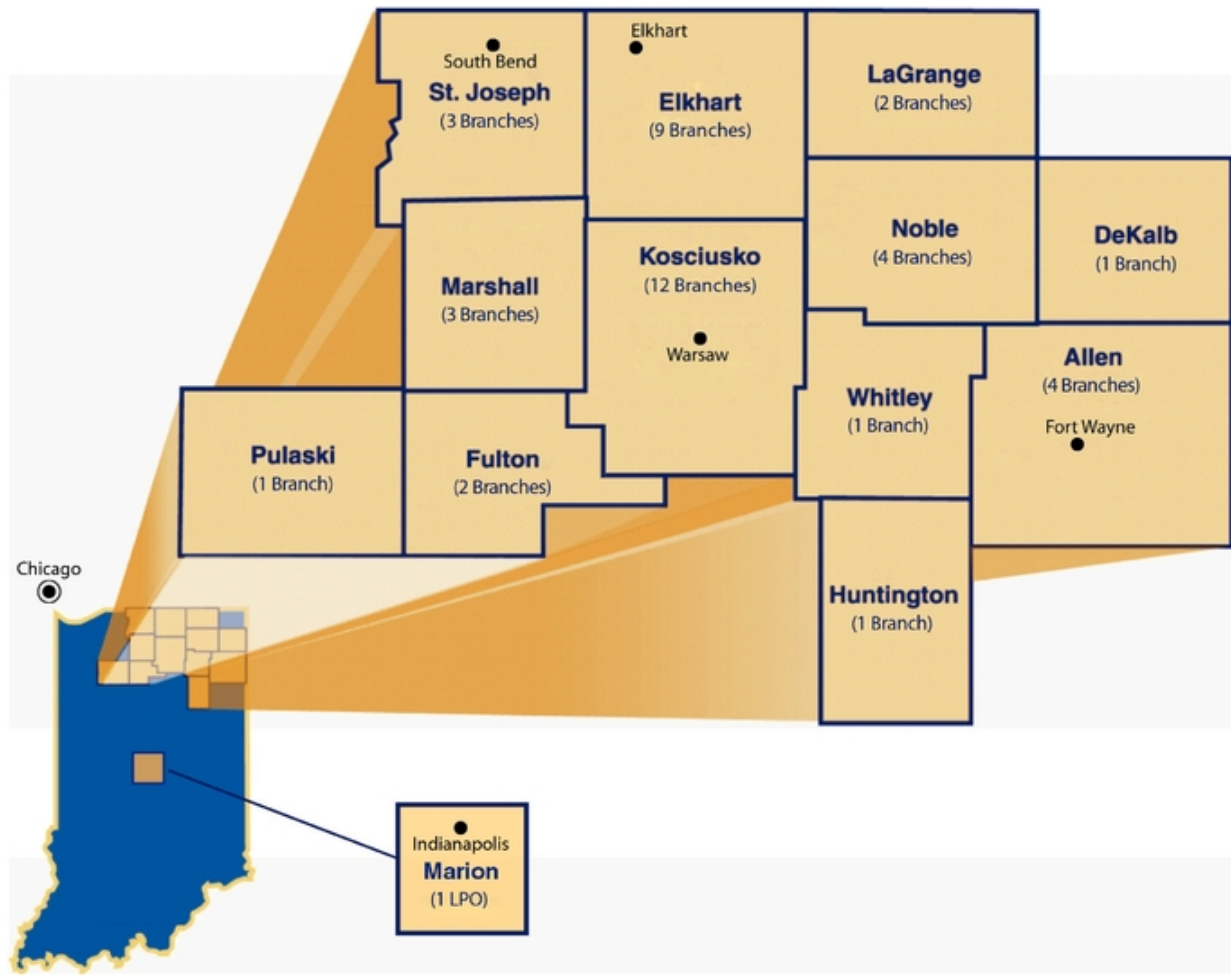 Elkhart
South Bend
St. Joseph
(3 Branches)
Elkhart
(9 Branches)
LaGrange
(2 Branches)
Noble
(4 Branches)
DeKalb
(1 Branch)
Marshall
(3 Branches)
Kosciusko
(12 Branches)
Warsaw
Allen
(4 Branches)
Fort Wayne
Whitley
(1 Branch)
Pulaski
(1 Branch)
Fulton
(2 Branches)
Chicago
Huntington
(1 Branch)
Indianapolis
Marion
(1 LPO)